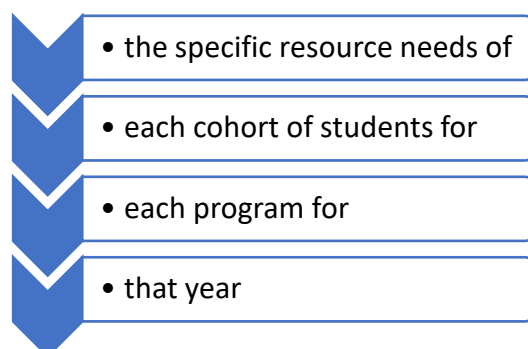 • the specific resource needs of
• each cohort of students for
• each program for
• that year